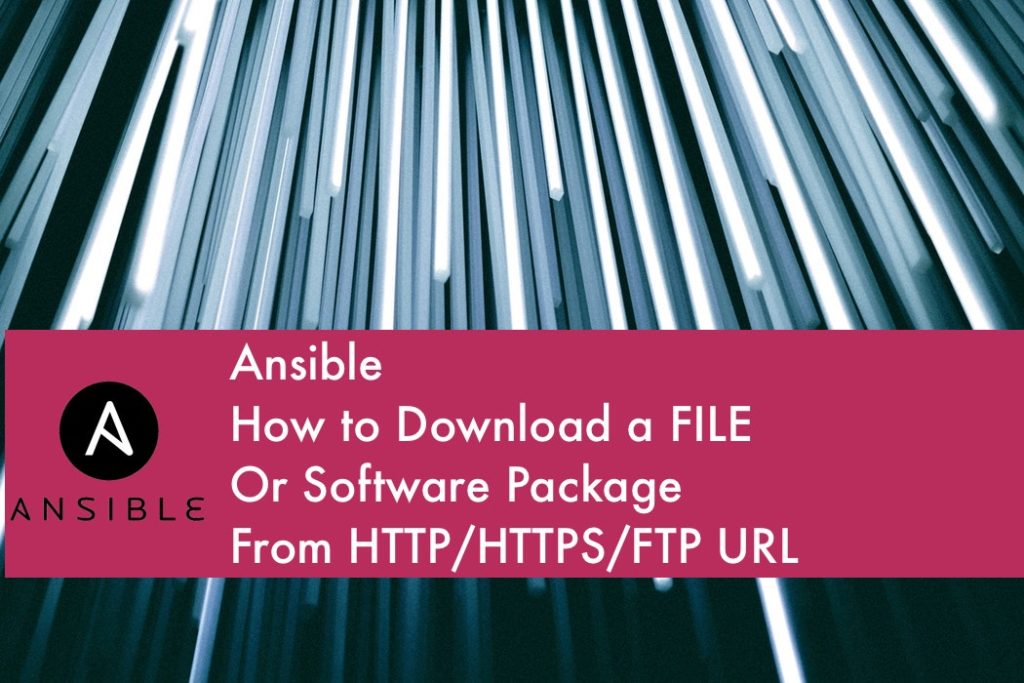 Ansible
How to Download a FILE
Or Software Package
From HTTP/HTTPS/FTP URL
A
ANSIBLE